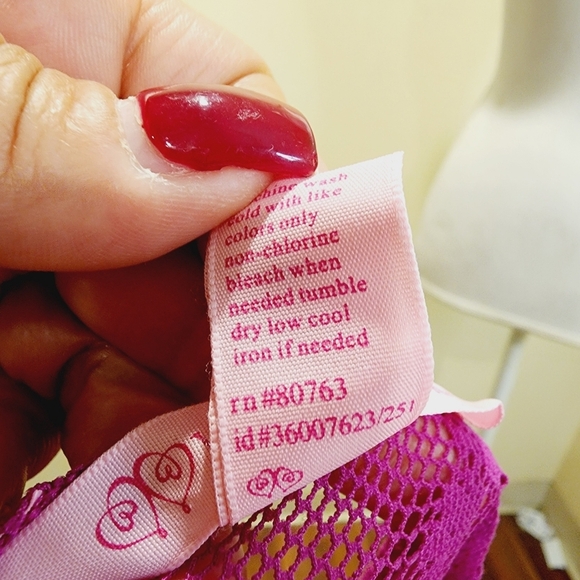 wash
cold with like
colors only
non-chlorine
bleach when
needed tumble
dry low cool
iron if needed
rn#80763
id#36007623/251